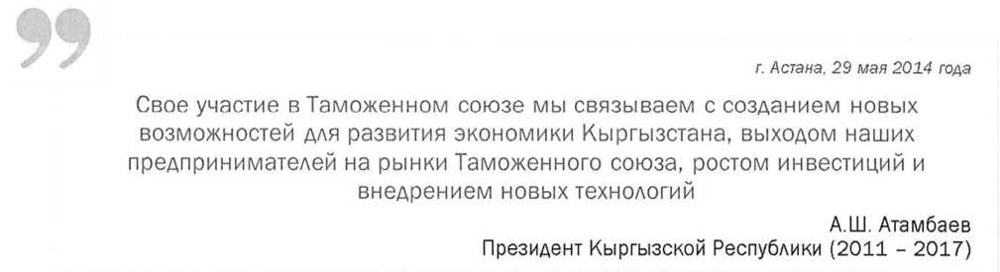 г. Астана, 29 мая 2014 года
Свое участие в Таможенном союзе мы связываем с созданием новых
возможностей для развития экономики Кыргызстана, выходом наших
предпринимателей на рынки Таможенного союза, ростом инвестиций и
внедрением новых технологий
А.Ш. Атамбаев
Президент Кыргызской Республики (2011 – 2017)